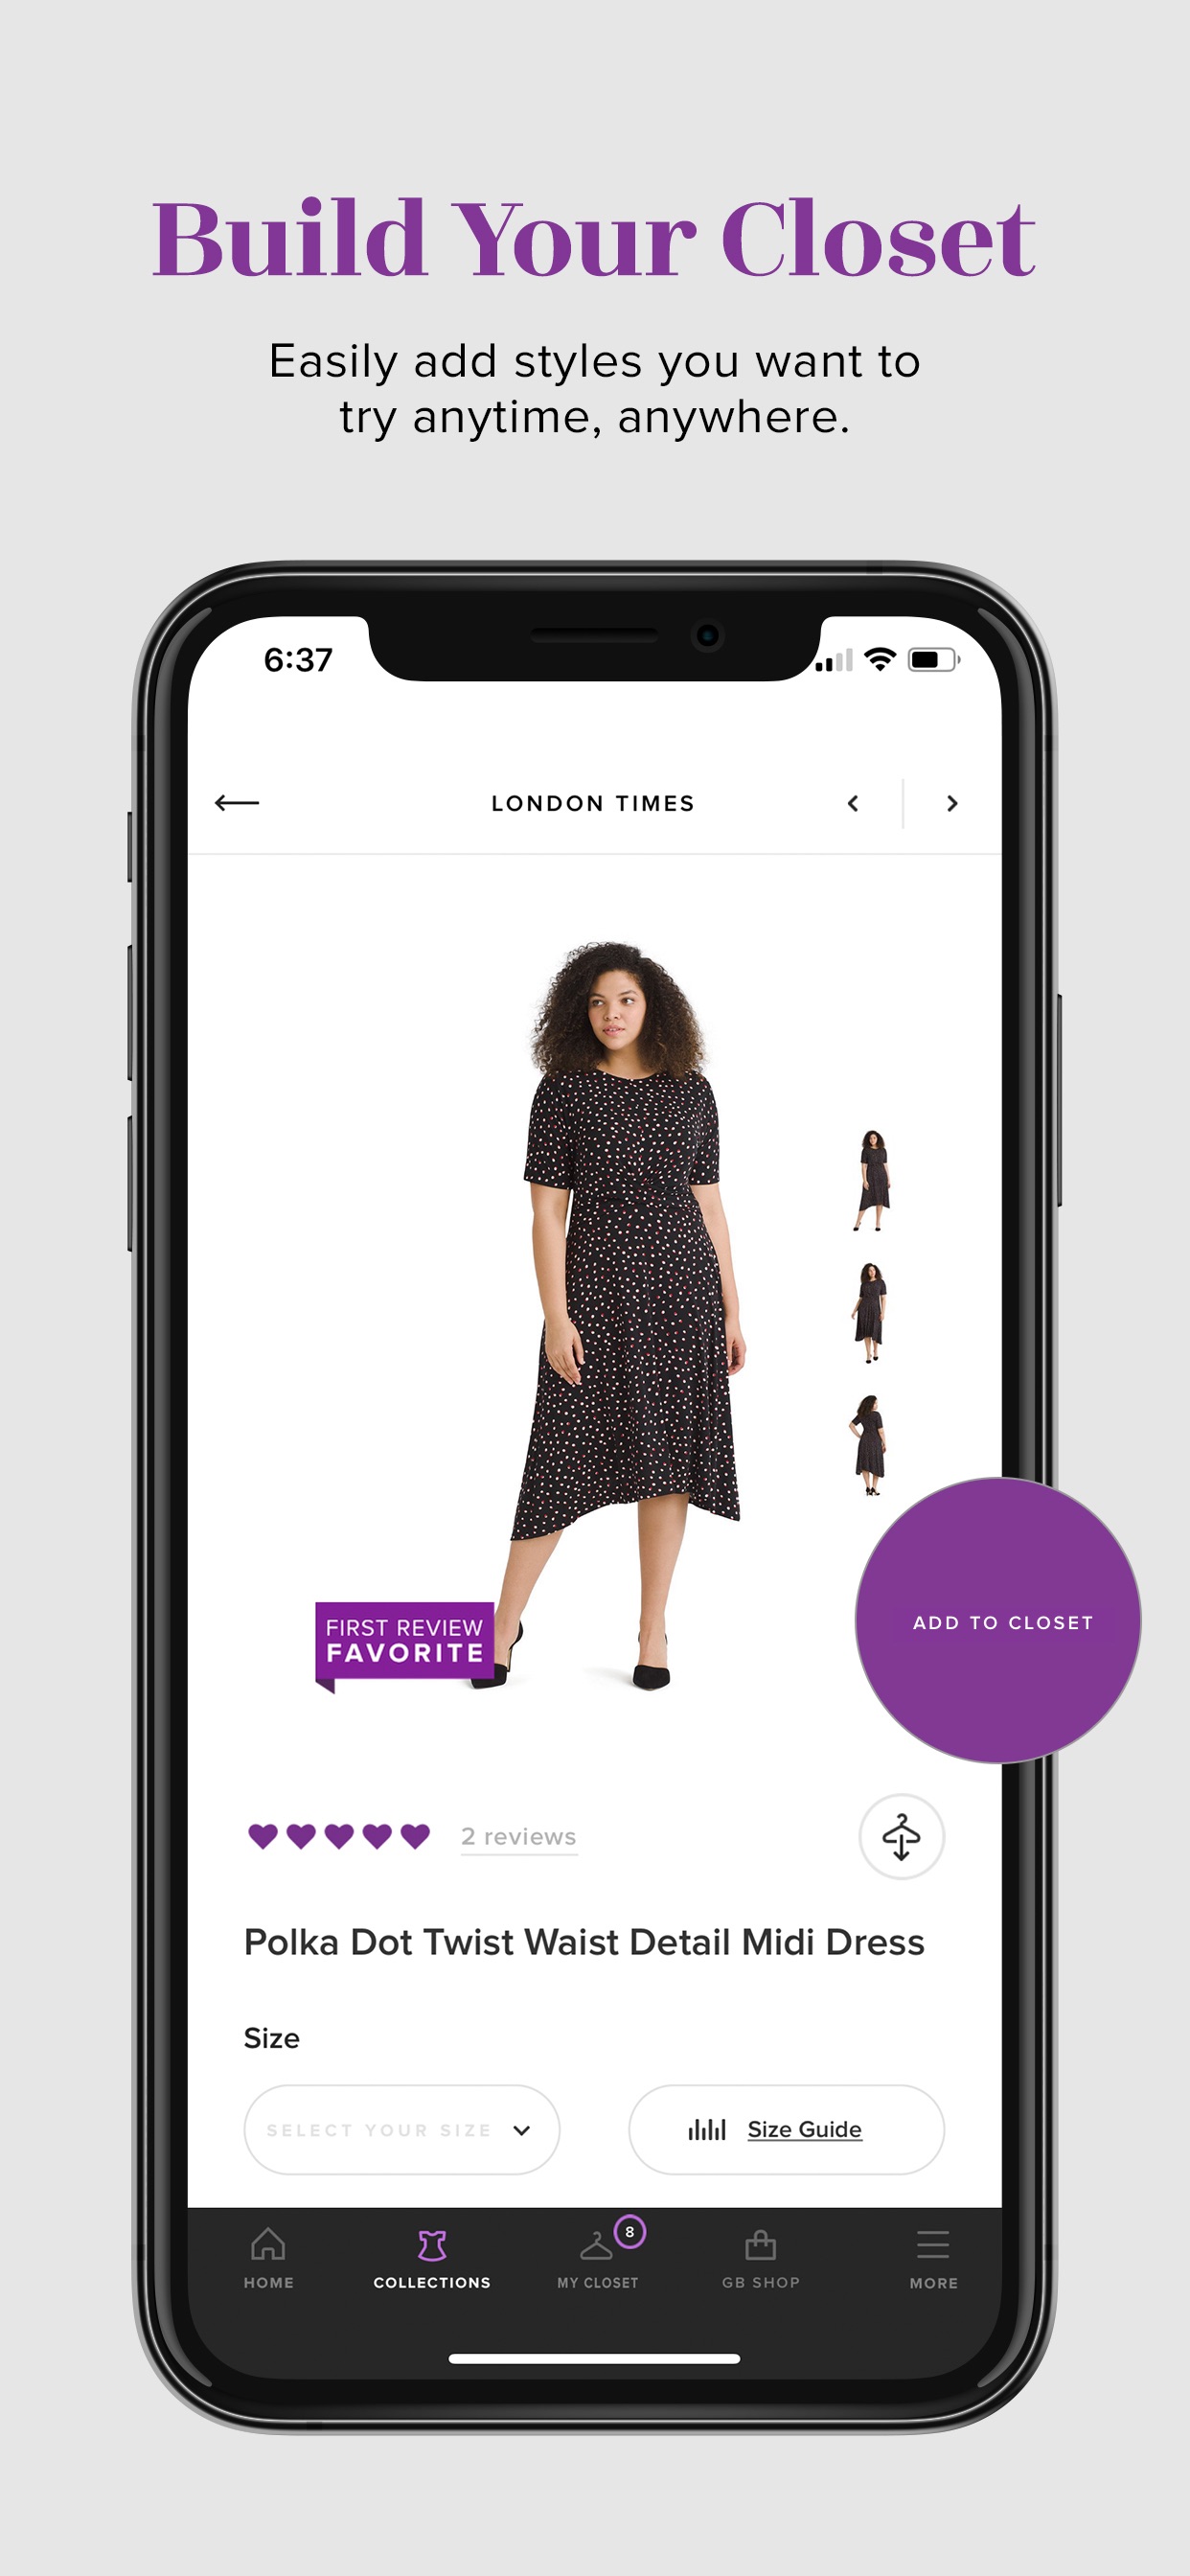 Build Your Closet
Easily add styles you want to
try anytime, anywhere.
6:37
LONDON TIMES
FIRST REVIEW
FAVORITE
ADD TO CLOSET
2 reviews
Polka Dot Twist Waist Detail Midi Dress
Size
SELECT YOUR SIZE
Size Guide
8
HOME
COLLECTIONS
MY CLOSET
GB SHOP
MORE